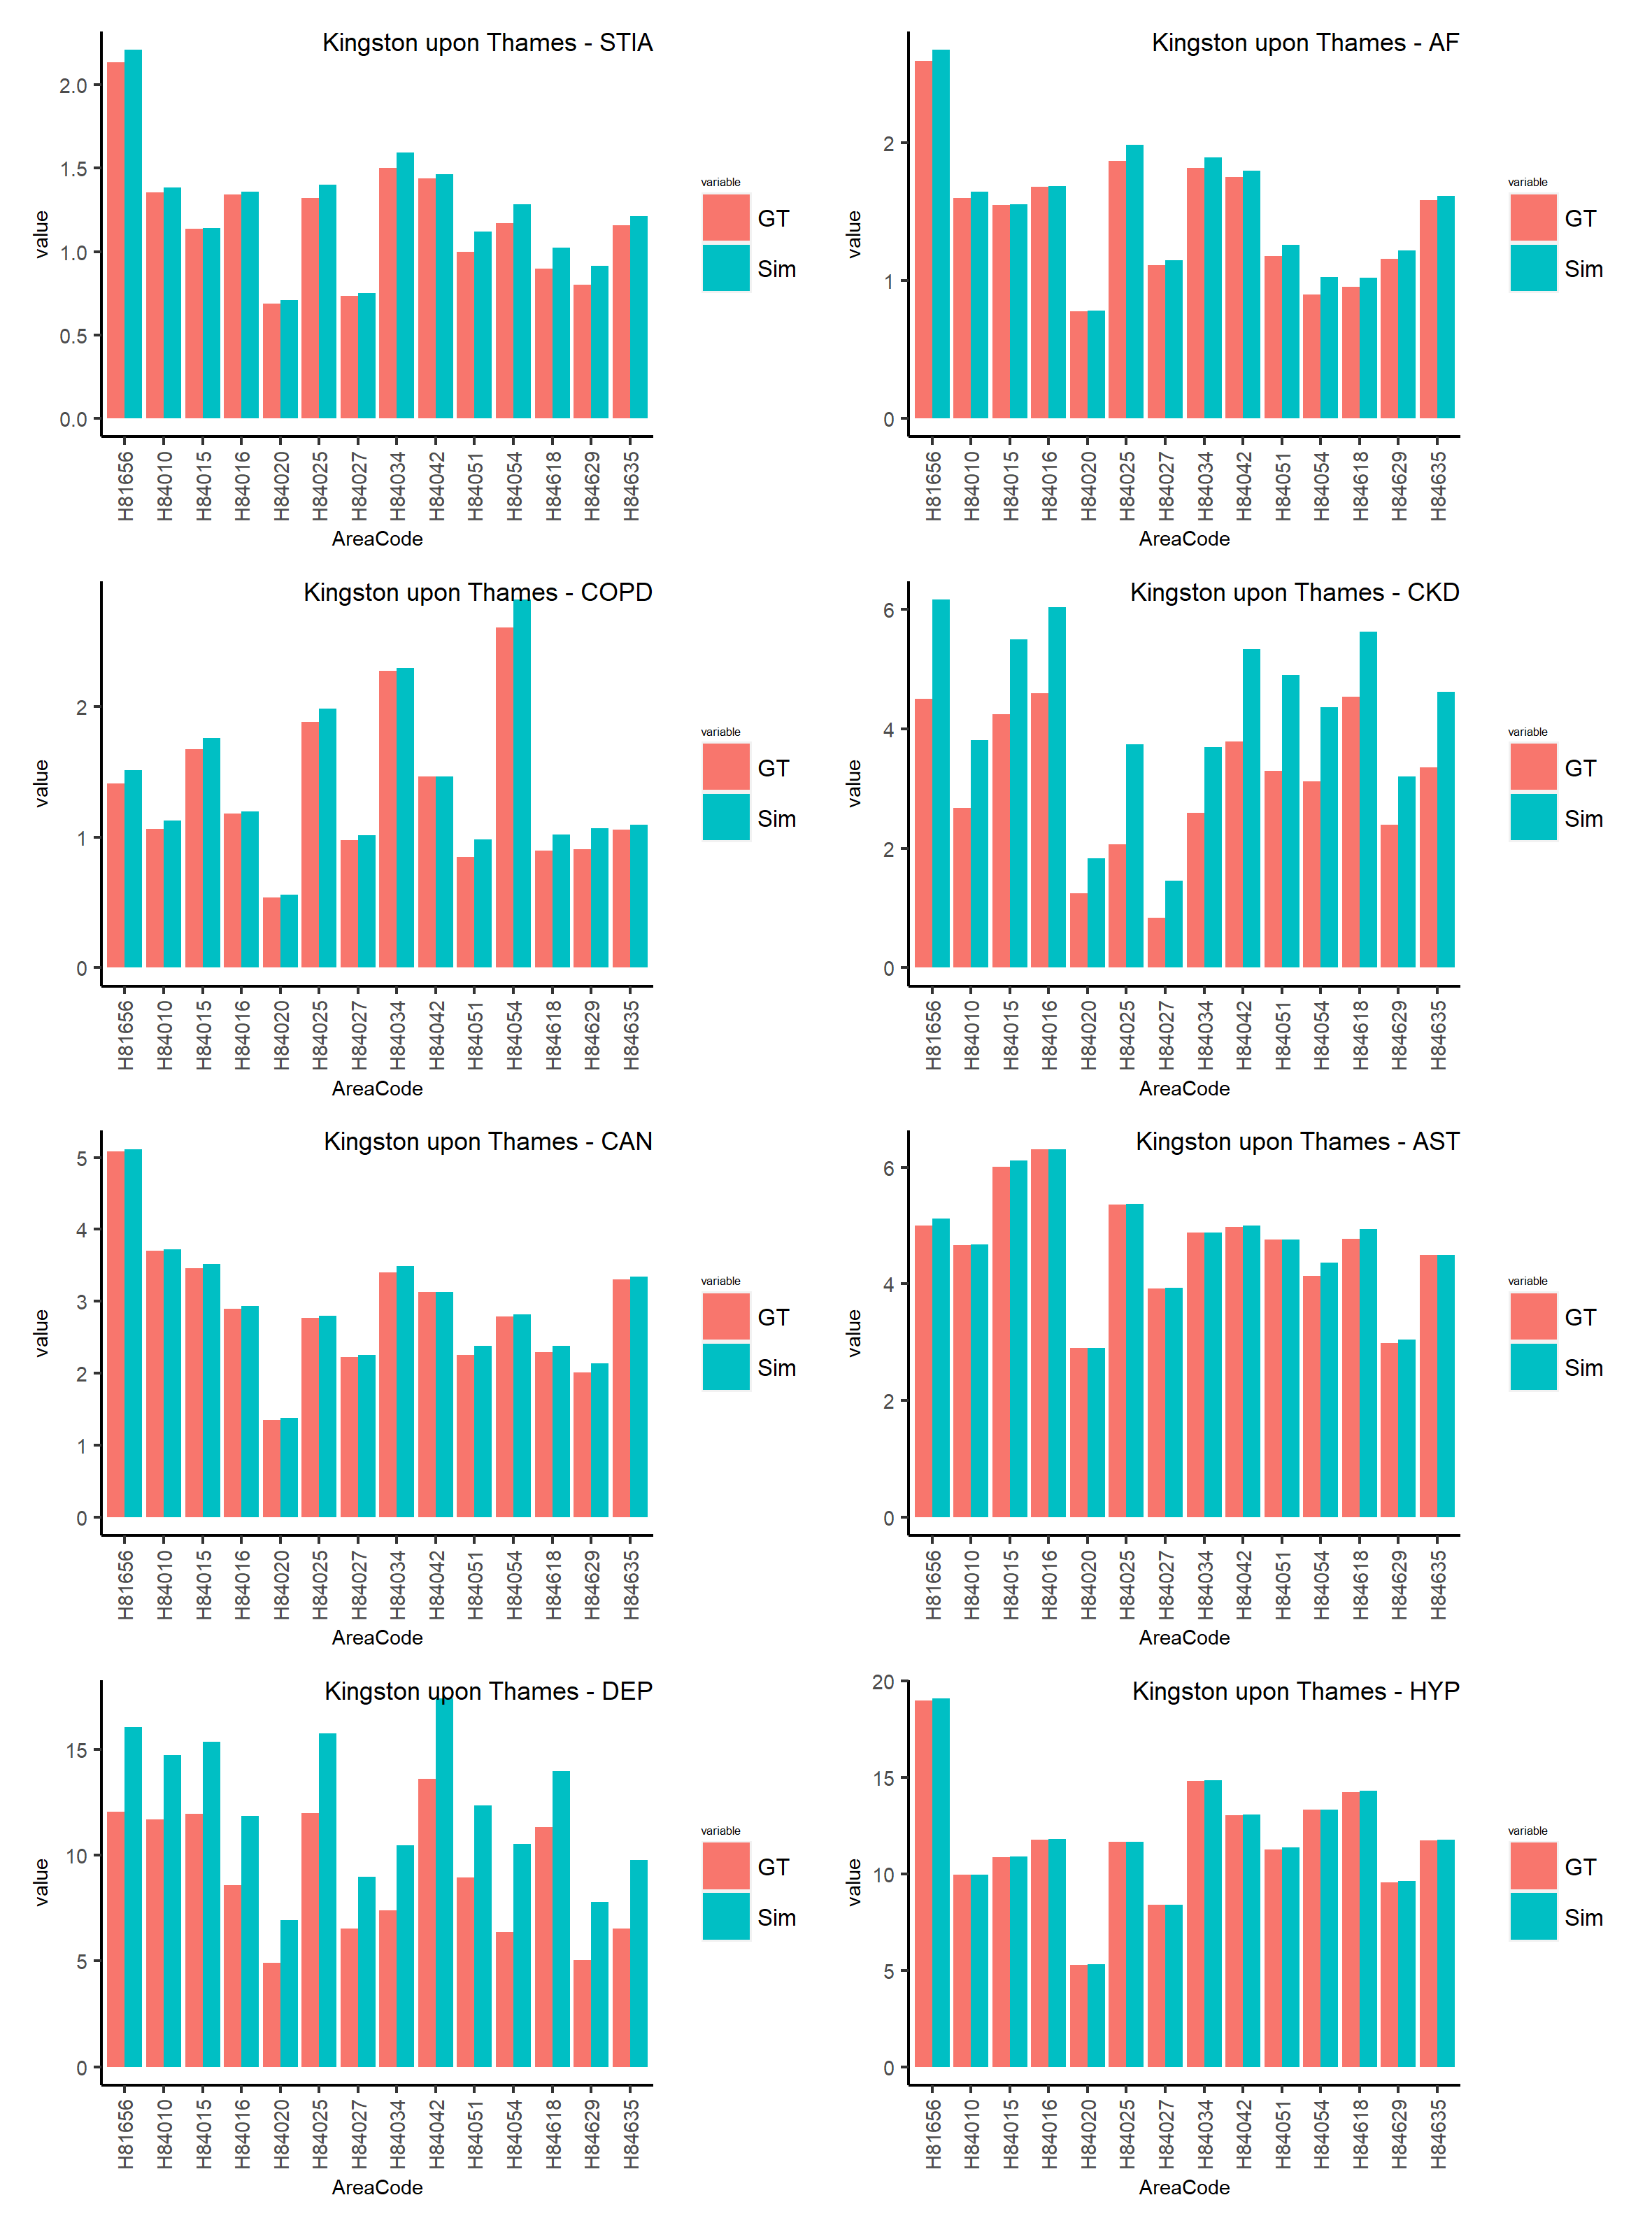 Kingston upon Thames - STIA
value
2.0
1.5
1.0
0.5
0.0
H81656 H84010 H84015 H84016 H84020 H84025 H84027 H84034 H84042 H84051 H84054 H84618 H84629 H84635
AreaCode
variable
GT
Sim
Kingston upon Thames - AF
value
2
1
0
H81656 H84010 H84015 H84016 H84020 H84025 H84027 H84034 H84042 H84051 H84054 H84618 H84629 H84635
AreaCode
variable
GT
Sim
Kingston upon Thames - COPD
value
2
1
0
H81656 H84010 H84015 H84016 H84020 H84025 H84027 H84034 H84042 H84051 H84054 H84618 H84629 H84635
AreaCode
variable
GT
Sim
Kingston upon Thames - CKD
value
6
4
2
0
H81656 H84010 H84015 H84016 H84020 H84025 H84027 H84034 H84042 H84051 H84054 H84618 H84629 H84635
AreaCode
variable
GT
Sim
Kingston upon Thames - CAN
value
5
4
3
2
1
0
H81656 H84010 H84015 H84016 H84020 H84025 H84027 H84034 H84042 H84051 H84054 H84618 H84629 H84635
AreaCode
variable
GT
Sim
Kingston upon Thames - AST
value
6
4
2
0
H81656 H84010 H84015 H84016 H84020 H84025 H84027 H84034 H84042 H84051 H84054 H84618 H84629 H84635
AreaCode
variable
GT
Sim
Kingston upon Thames - DEP
value
15
10
5
0
H81656 H84010 H84015 H84016 H84020 H84025 H84027 H84034 H84042 H84051 H84054 H84618 H84629 H84635
AreaCode
variable
GT
Sim
Kingston upon Thames - HYP
value
20
15
10
5
0
H81656 H84010 H84015 H84016 H84020 H84025 H84027 H84034 H84042 H84051 H84054 H84618 H84629 H84635
AreaCode
variable
GT
Sim